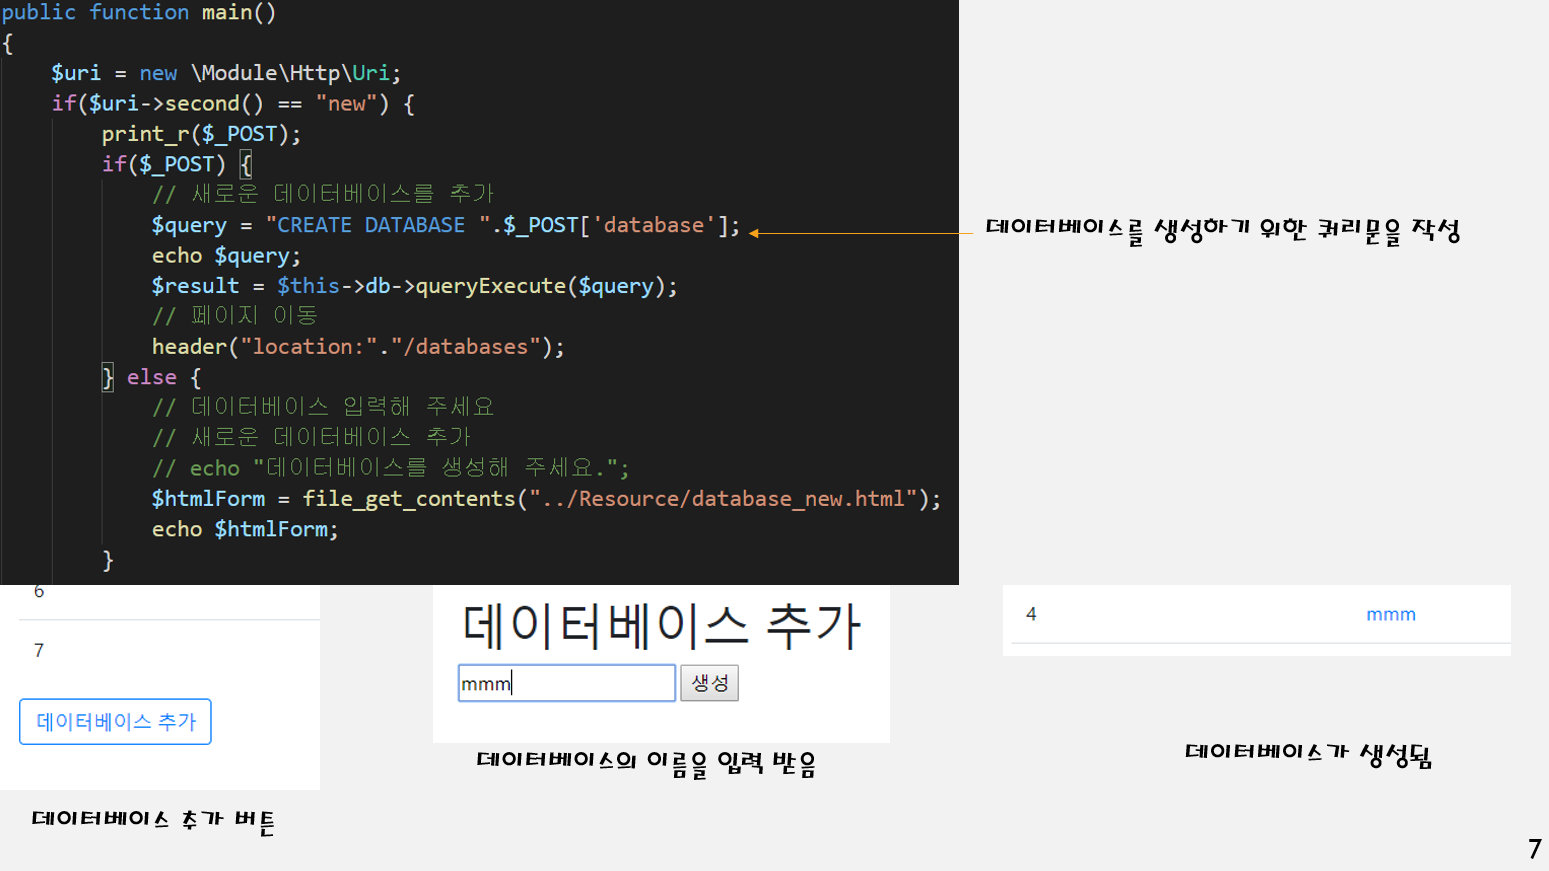 public function main()
{
$uri = new \Module\Http\Uri;
if($uri->second() == "new") {
print_r($_POST);
if($_POST) {
// 새로운 데이터베이스를 추가
$query = "CREATE DATABASE ".$_POST['database'];
데이터베이스를 생성하기 위한 쿼리문을 작성
echo $query;
$result = $this->db->queryExecute($query);
// 페이지 이동
header("location:"."/databases");
} else {
// 데이터베이스 입력해 주세요
// 새로운 데이터베이스 추가
// echo "데이터베이스를 생성해 주세요.";
$htmlForm = file_get_contents("../Resource/database_new.html");
echo $htmlForm;
}
6
7
데이터베이스 추가
데이터베이스 추가 버튼
데이터베이스 추가
mmm 생성
데이터베이스의 이름을 입력 받음
4 mmm
데이터베이스가 생성됨
7